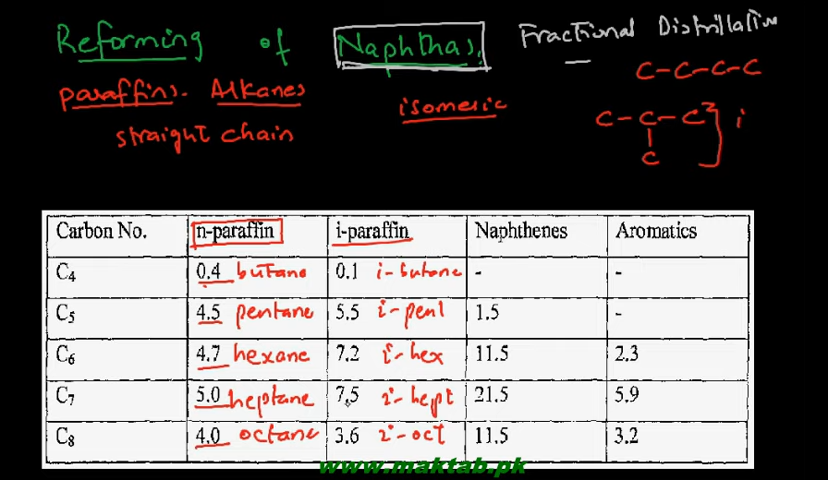 Reforming of Naphthas. Fractional Distillation
C-C-C-C
paraffins. Alkanes isomeric
C-C-C i
C
straight chain
Carbon No. n-paraffin i-paraffin Naphthenes Aromatics
C4 0.4 butane 0.1 i-butane - -
C5 4.5 pentane 5.5 i-pent 1.5 -
C6 4.7 hexane 7.2 i-hex 11.5 2.3
C7 5.0 heptane 7.5 i-hept 21.5 5.9
C8 4.0 octane 3.6 i-oct 11.5 3.2
www.maktab.pk